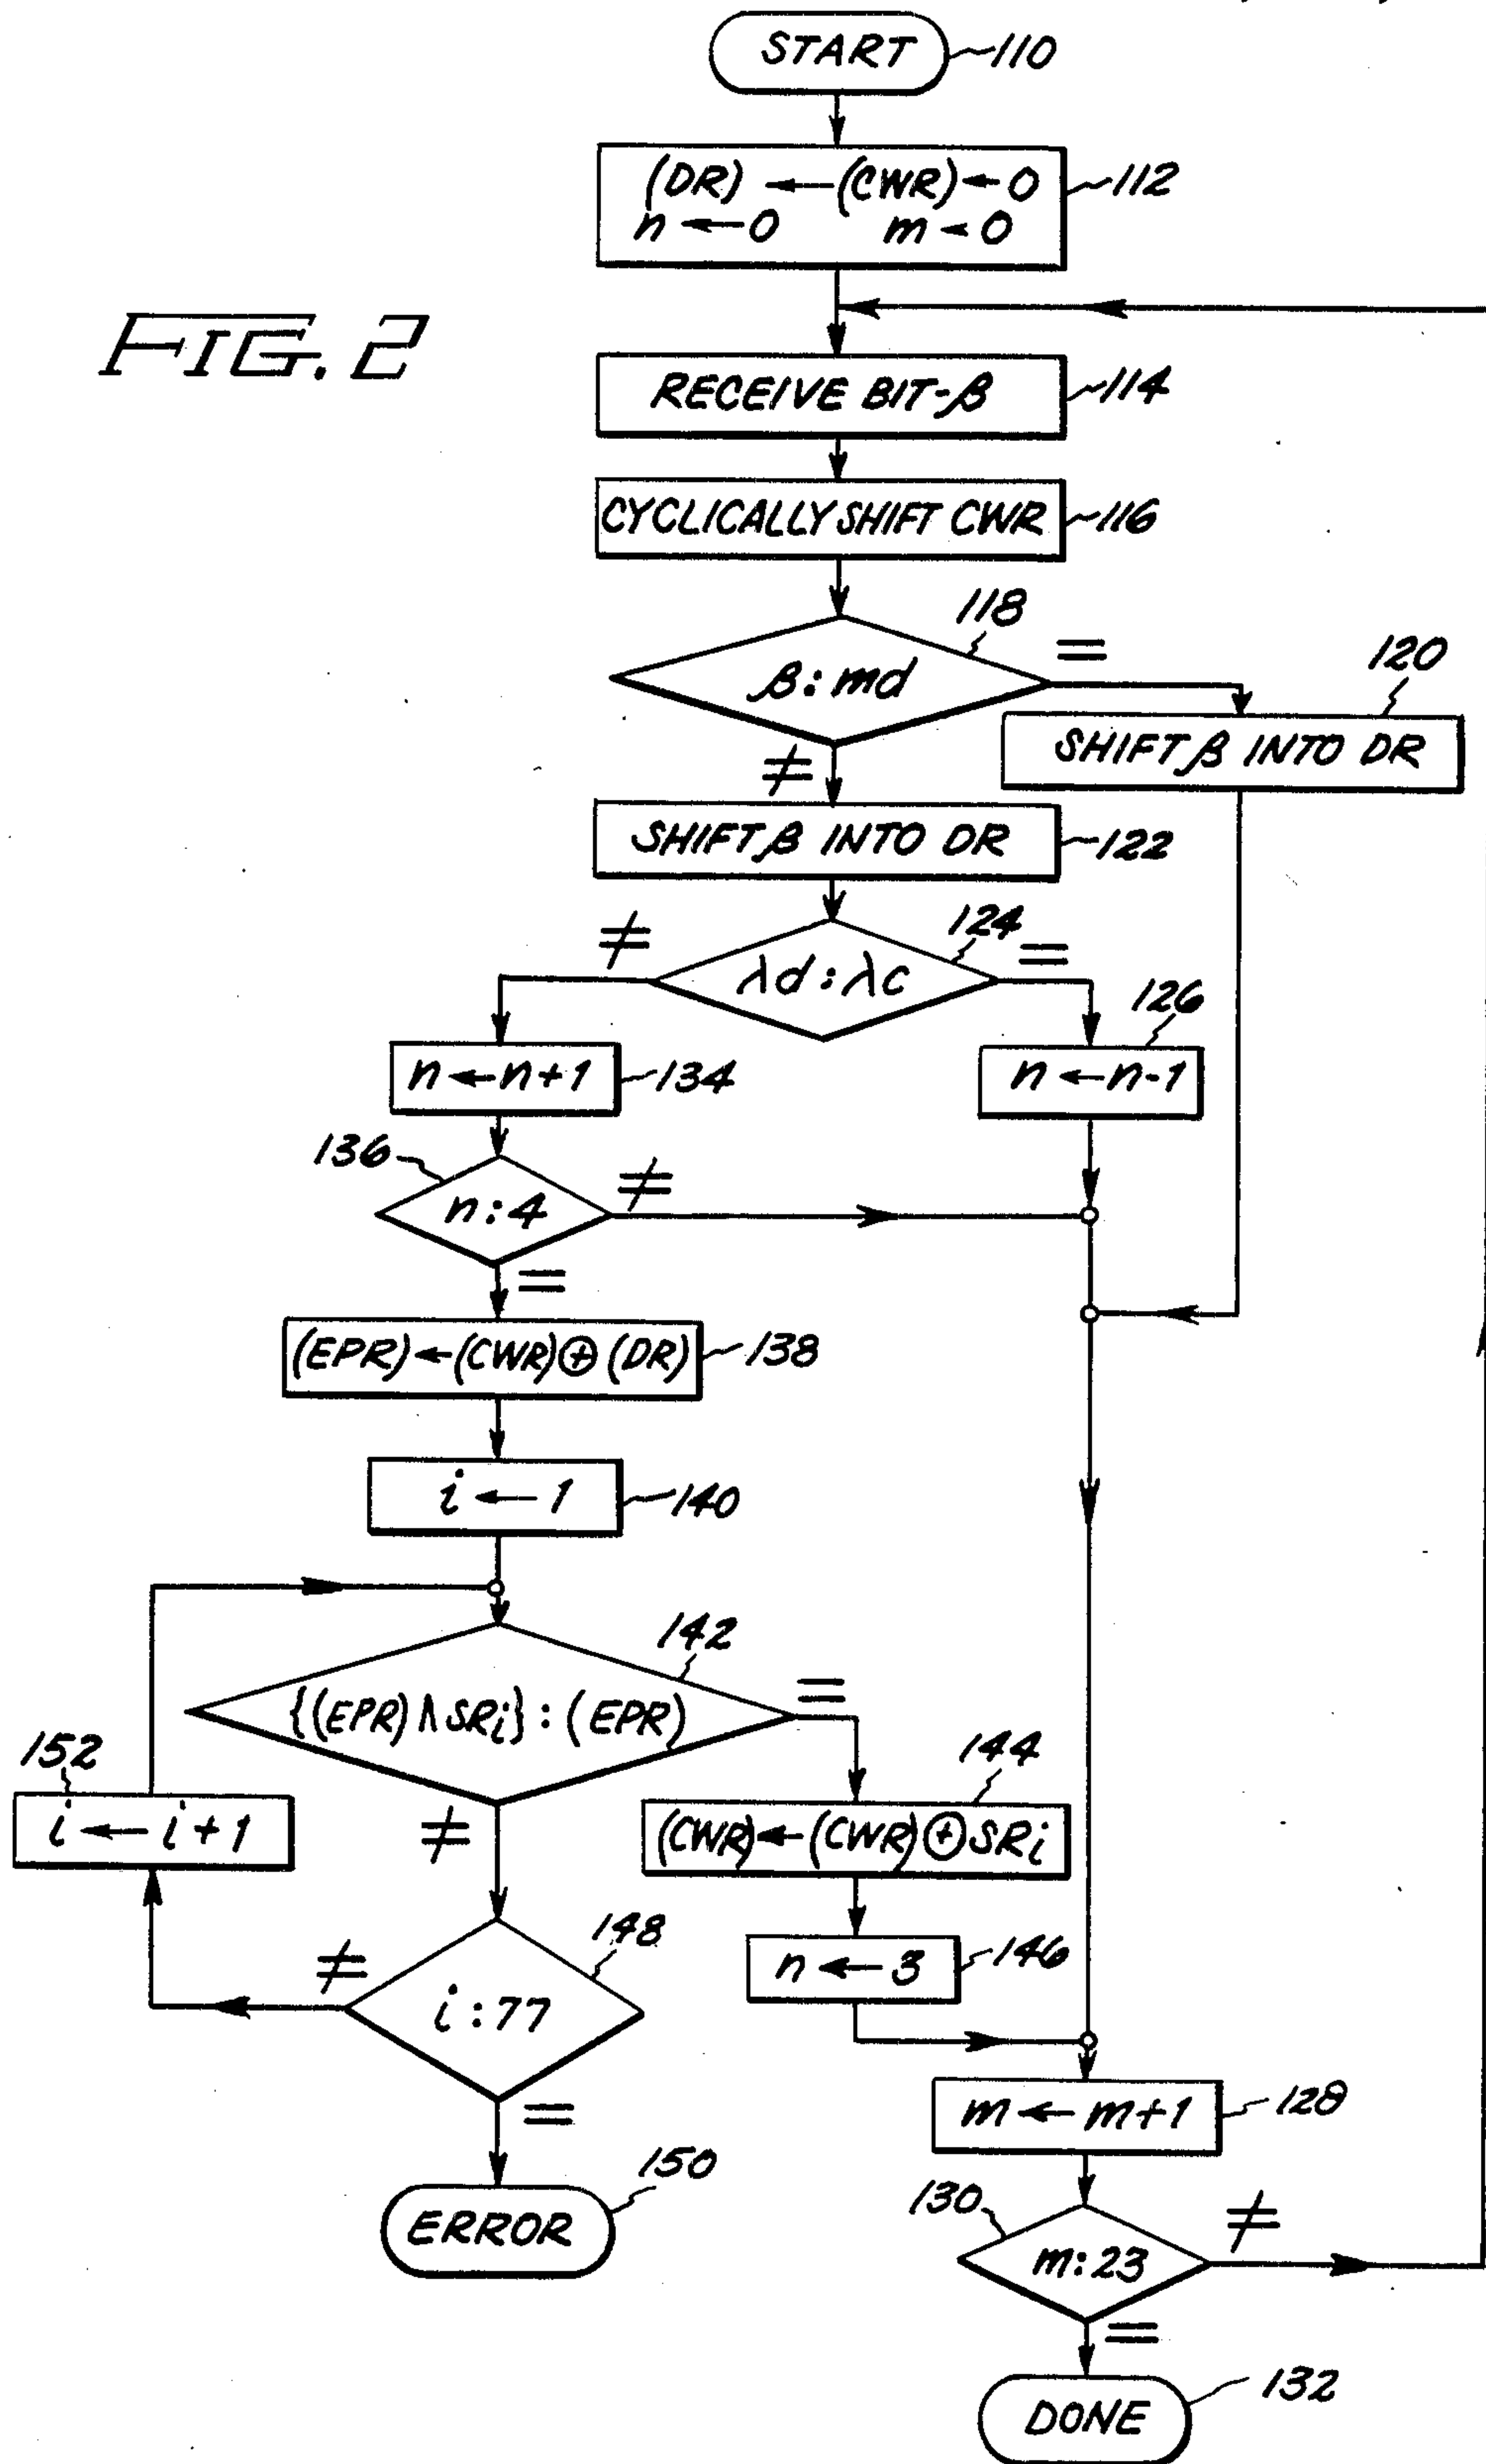 START
110
(DR) ← (CWR) ← 0
112
n ← 0 m < 0
FIG. 2
RECEIVE BIT-β
114
CYCLICALLY SHIFT CWR
116
118
=
β : md
120
SHIFT β INTO DR
≠
SHIFT β INTO DR
122
≠
124
=
λd : λc
126
n ← n+1
134
n ← n-1
136
≠
n : 4
=
(EPR) ← (CWR) ⊕ (DR)
138
i ← 1
140
142
=
{(EPR) ∧ SRi} : (EPR)
152
144
i ← i+1
≠
(CWR) ← (CWR) ⊕ SRi
148
≠
n ← 3
146
i : 77
m ← m+1
128
=
150
130
≠
ERROR
m : 23
=
132
DONE